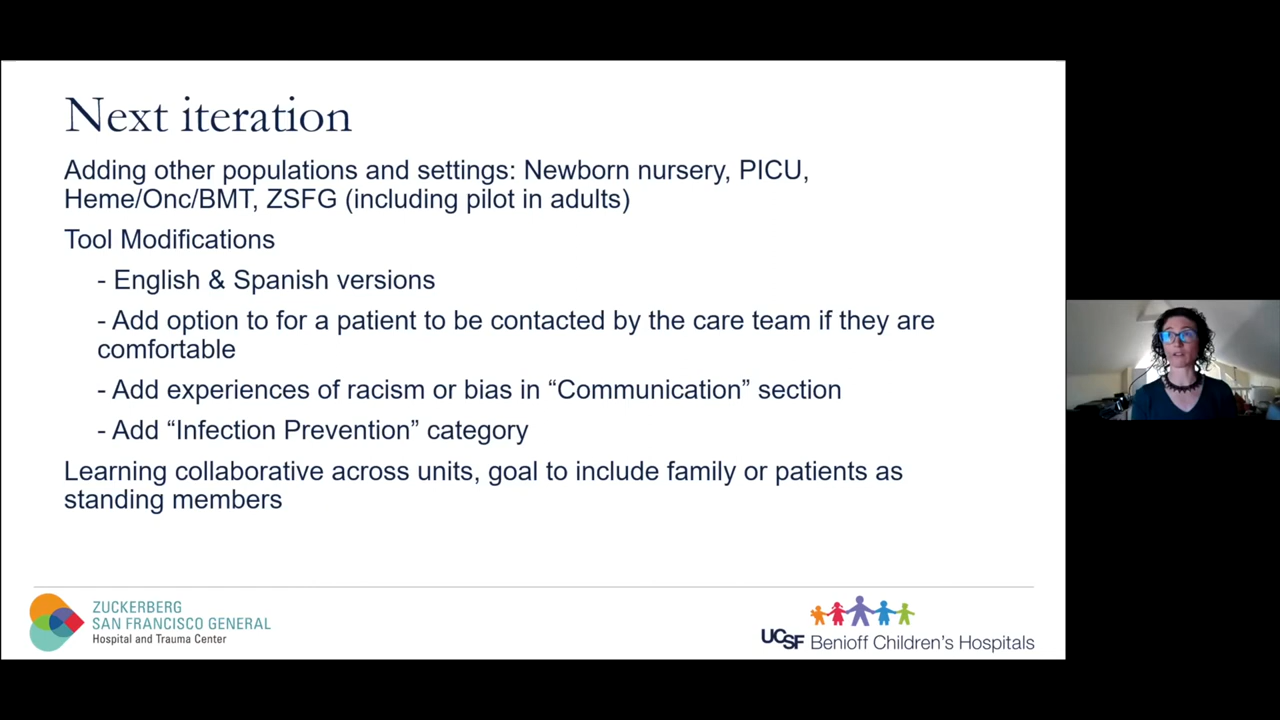 Next iteration
Adding other populations and settings: Newborn nursery, PICU,
Heme/Onc/BMT, ZSFG (including pilot in adults)
Tool Modifications
- English & Spanish versions
- Add option to for a patient to be contacted by the care team if they are
comfortable
- Add experiences of racism or bias in “Communication” section
- Add “Infection Prevention” category
Learning collaborative across units, goal to include family or patients as
standing members
ZUCKERBERG
SAN FRANCISCO GENERAL
Hospital and Trauma Center
UCSF Benioff Children's Hospitals